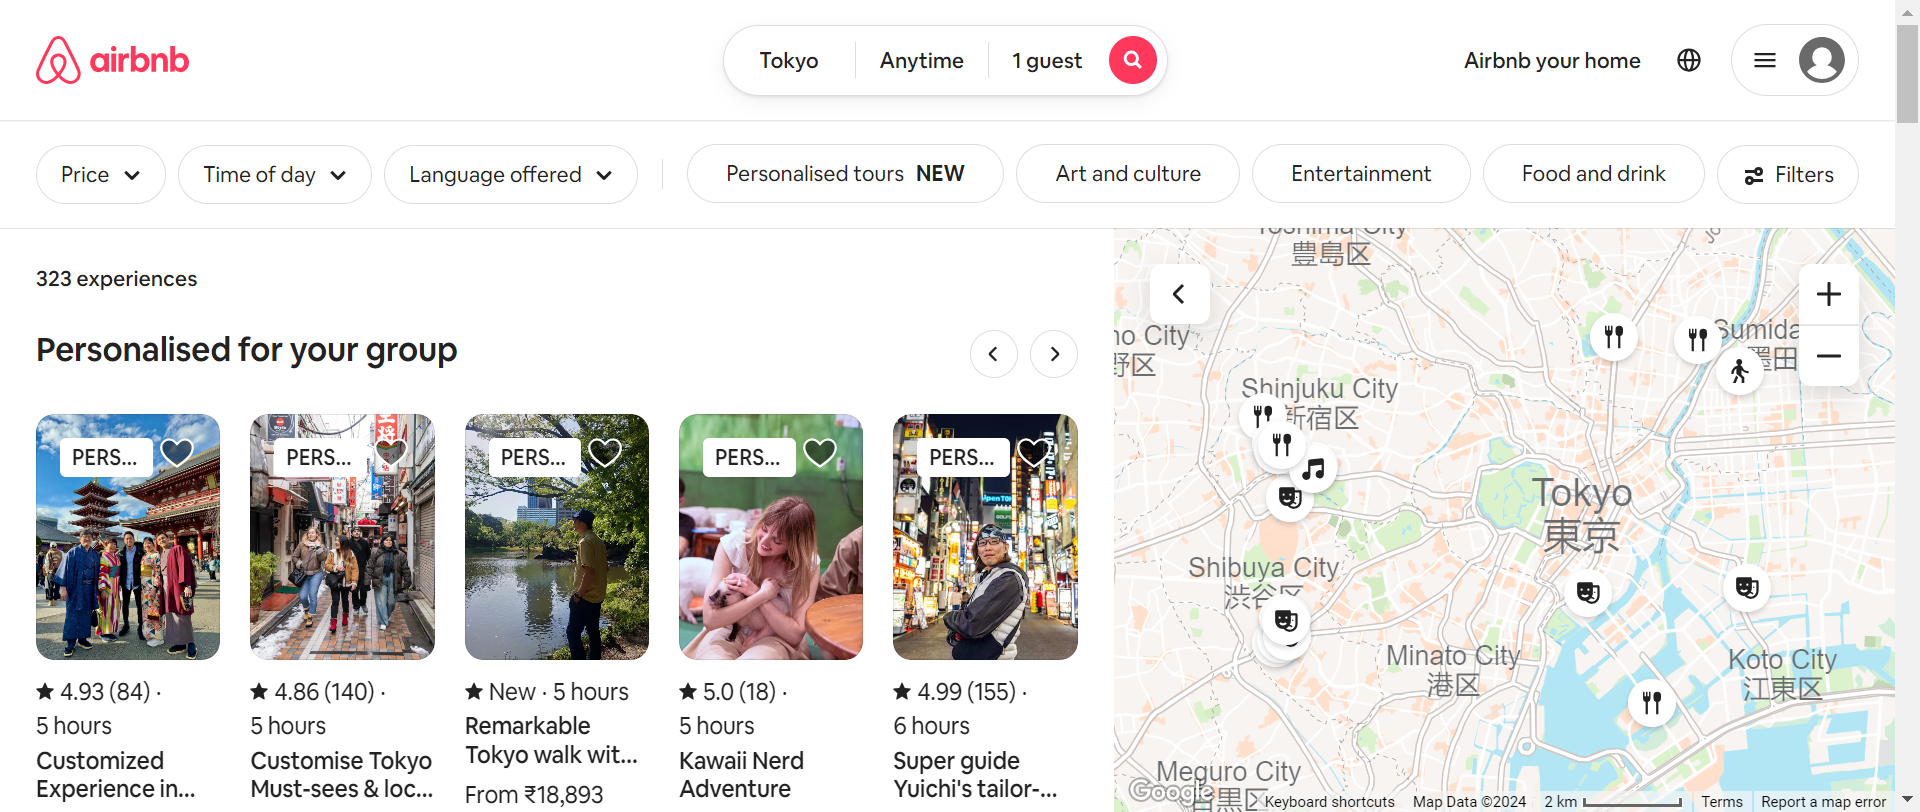 airbnb
Tokyo
Anytime
1 guest
Airbnb your home
Price
Time of day
Language offered
Personalised tours NEW
Art and culture
Entertainment
Food and drink
Filters
323 experiences
Personalised for your group
PERS...
PERS...
PERS...
PERS...
PERS...
4.93 (84) ·
5 hours
Customized
Experience in...
4.86 (140) ·
5 hours
Customise Tokyo
Must-sees & loc...
New · 5 hours
Remarkable
Tokyo walk wit...
From ₹18,893
5.0 (18) ·
5 hours
Kawaii Nerd
Adventure
4.99 (155) ·
6 hours
Super guide
Yuichi's tailor-...
Toshima City
豊島区
no City
野区
Sumida
墨田
Shinjuku City
新宿区
Tokyo
東京
Shibuya City
渋谷区
Minato City
港区
Koto City
江東区
Meguro City
目黒区
Google
Keyboard shortcuts
Map Data ©2024
2 km
Terms
Report a map error